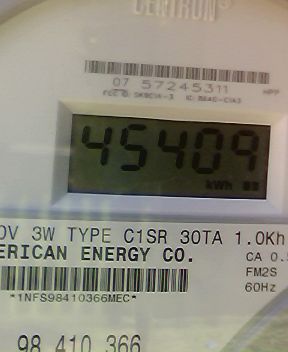 CENTRON®
07 57245311
45409
kWh
0V 3W TYPE C1SR 30TA 1.0Kh
ERICAN ENERGY CO.
CA 0.5
FM2S
60Hz
*1NFS98410366MEC*
98 410 366